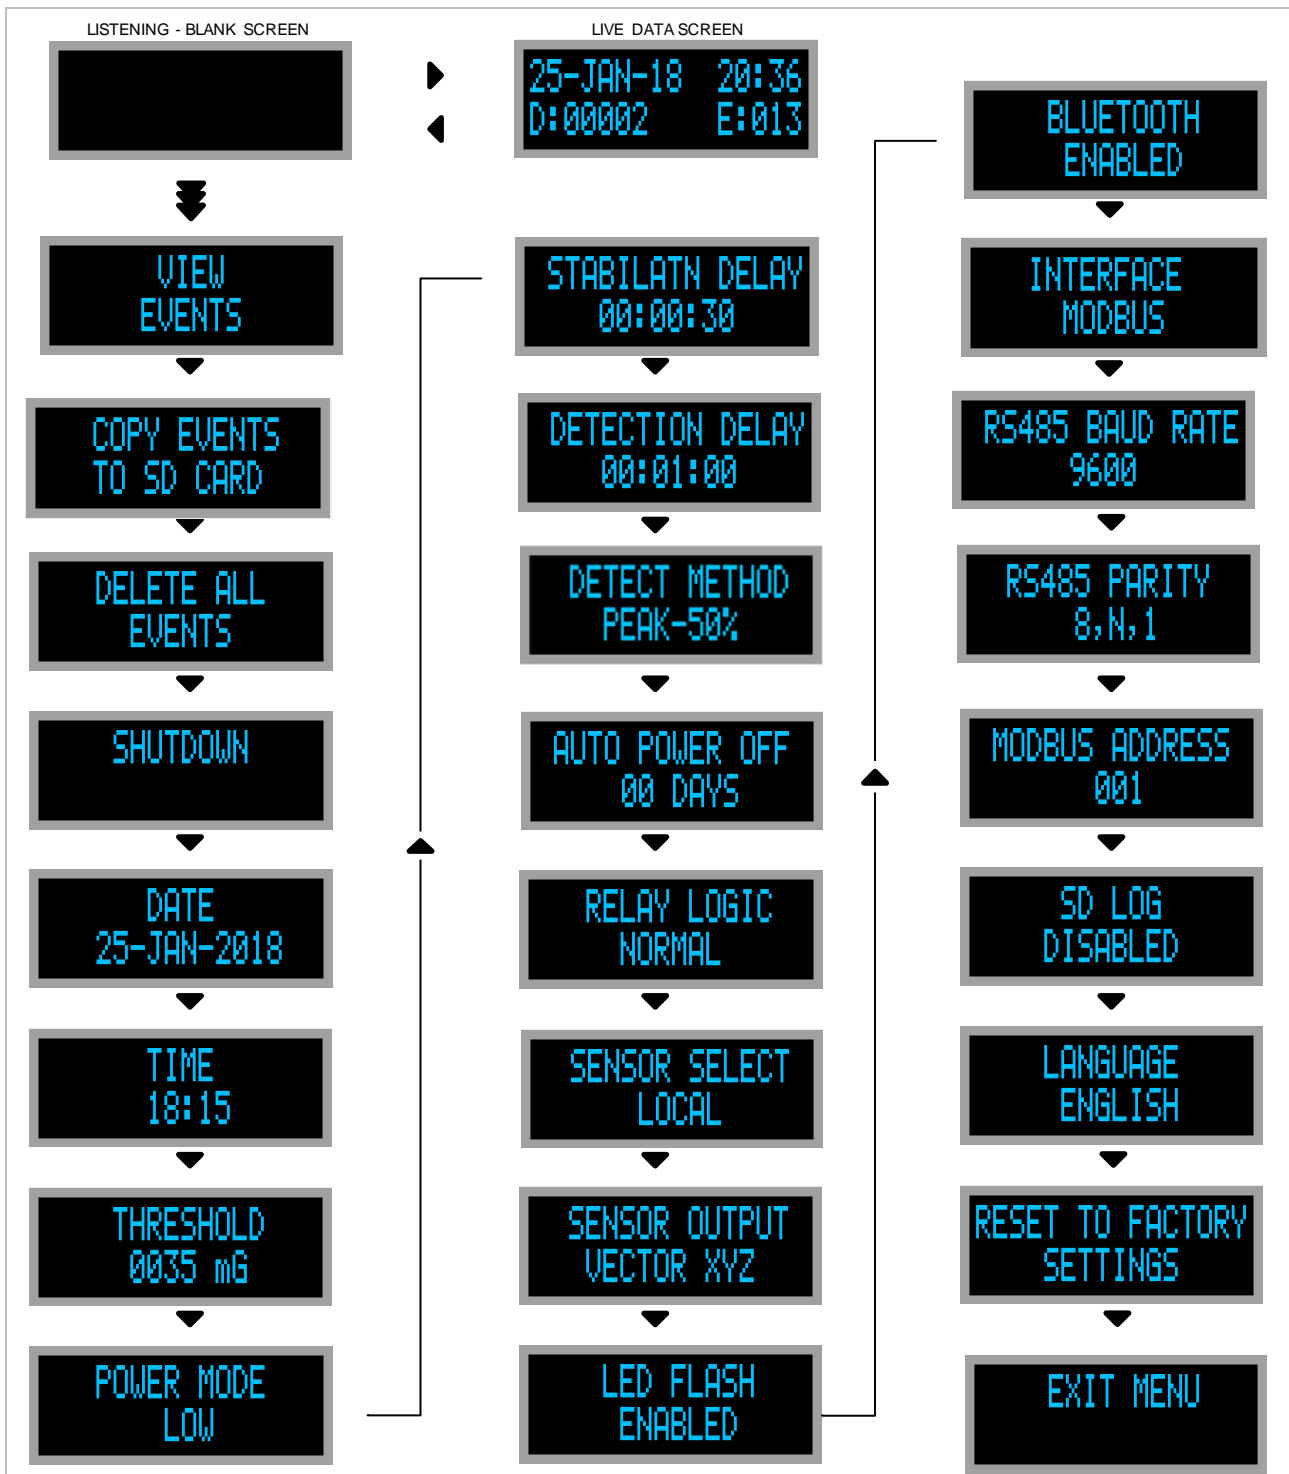 LISTENING - BLANK SCREEN
VIEW
EVENTS
COPY EVENTS
TO SD CARD
DELETE ALL
EVENTS
SHUTDOWN
DATE
25-JAN-2018
TIME
18:15
THRESHOLD
0035 mG
POWER MODE
LOW
LIVE DATA SCREEN
25-JAN-18 20:36
D:00002 E:013
STABILATN DELAY
00:00:30
DETECTION DELAY
00:01:00
DETECT METHOD
PEAK-50%
AUTO POWER OFF
00 DAYS
RELAY LOGIC
NORMAL
SENSOR SELECT
LOCAL
SENSOR OUTPUT
VECTOR XYZ
LED FLASH
ENABLED
BLUETOOTH
ENABLED
INTERFACE
MODBUS
RS485 BAUD RATE
9600
RS485 PARITY
8,N,1
MODBUS ADDRESS
001
SD LOG
DISABLED
LANGUAGE
ENGLISH
RESET TO FACTORY
SETTINGS
EXIT MENU